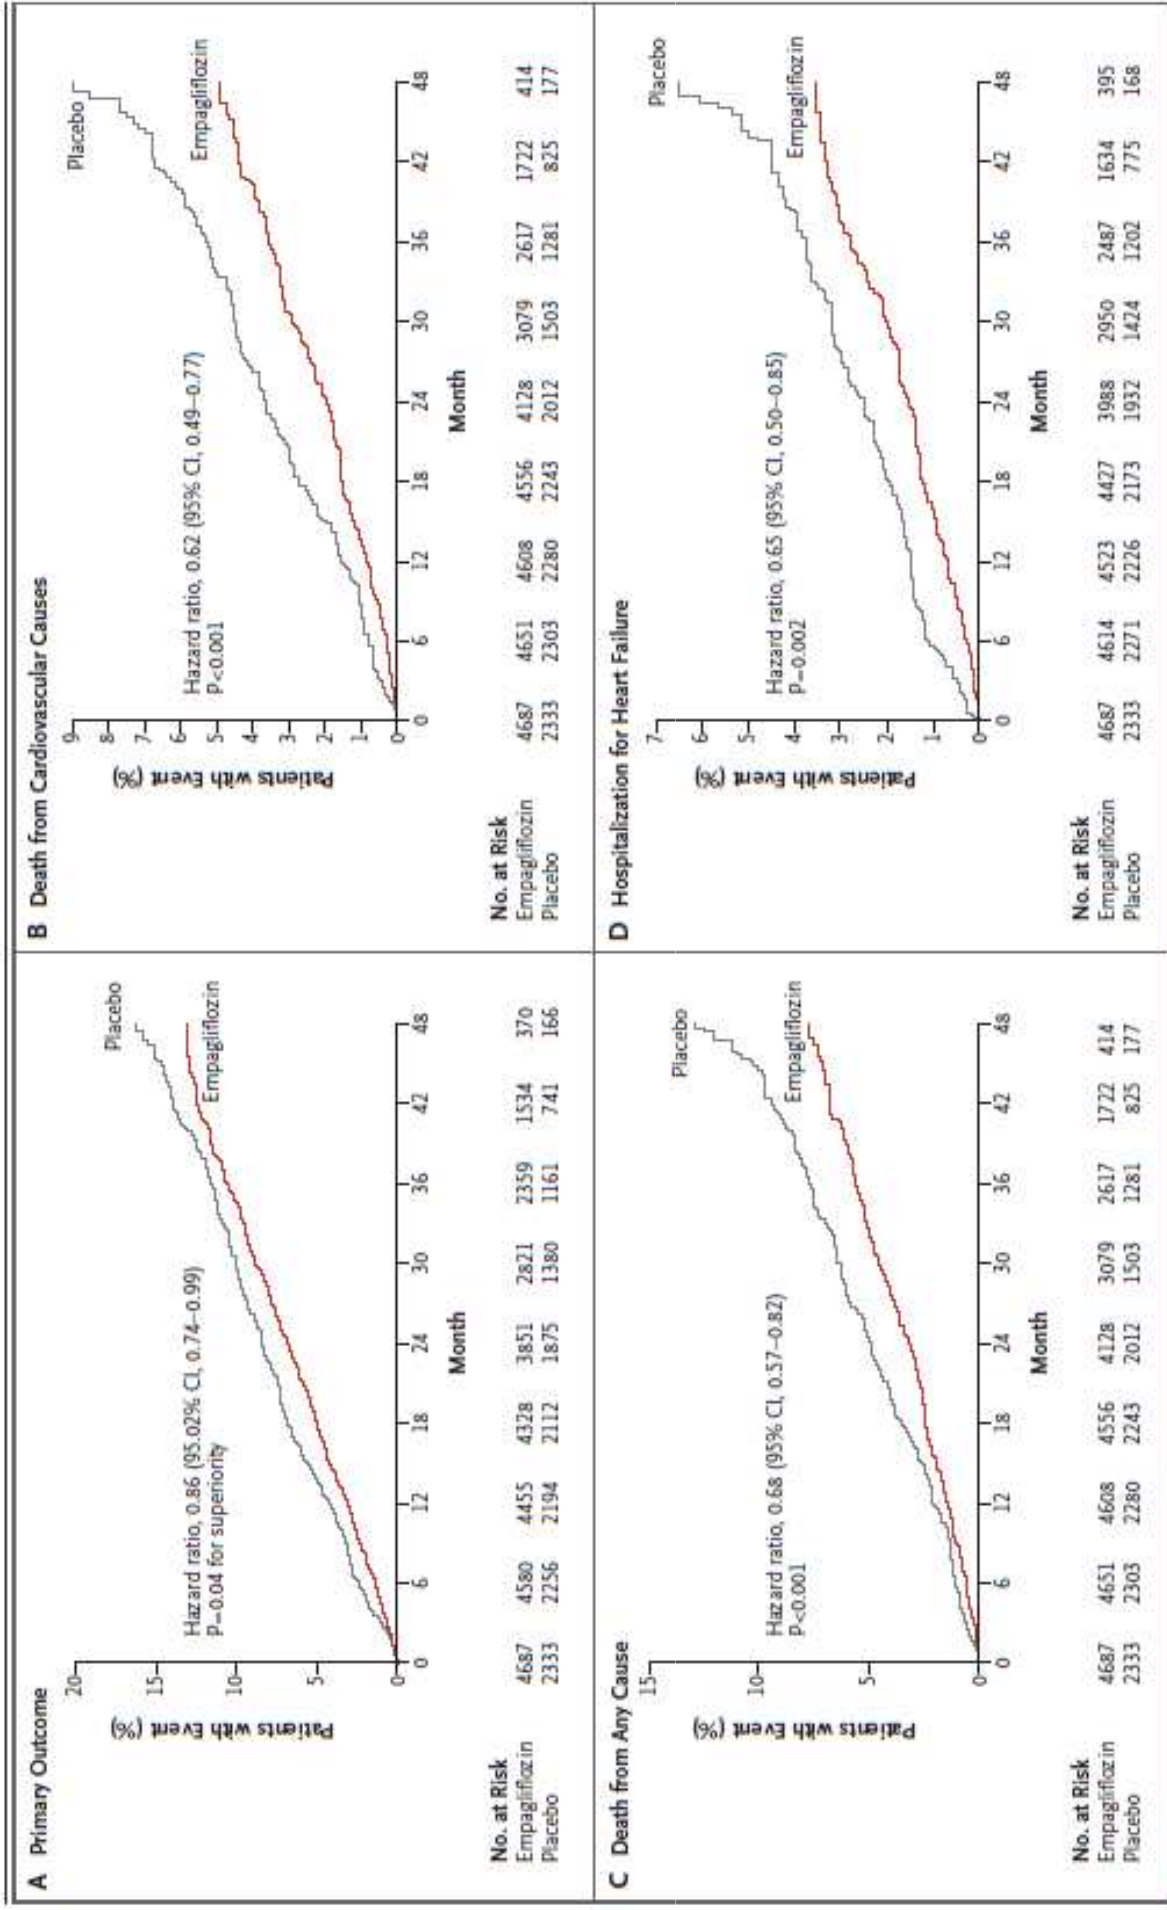 A Primary Outcome
Patients with Event (%)
20
15
10
5
0
0 6 12 18 24 30 36 42 48
Month
Hazard ratio, 0.86 (95.02% CI, 0.74–0.99)
P=0.04 for superiority
Placebo
Empagliflozin
No. at Risk
Empagliflozin 4687 4580 4455 4328 3851 2821 2359 1534 370
Placebo 2333 2256 2194 2112 1875 1380 1161 741 166
B Death from Cardiovascular Causes
Patients with Event (%)
9
8
7
6
5
4
3
2
1
0
0 6 12 18 24 30 36 42 48
Month
Hazard ratio, 0.62 (95% CI, 0.49–0.77)
P<0.001
Placebo
Empagliflozin
No. at Risk
Empagliflozin 4687 4651 4608 4556 4128 3079 2617 1722 414
Placebo 2333 2303 2280 2243 2012 1503 1281 825 177
C Death from Any Cause
Patients with Event (%)
15
10
5
0
0 6 12 18 24 30 36 42 48
Month
Hazard ratio, 0.68 (95% CI, 0.57–0.82)
P<0.001
Placebo
Empagliflozin
No. at Risk
Empagliflozin 4687 4651 4608 4556 4128 3079 2617 1722 414
Placebo 2333 2303 2280 2243 2012 1503 1281 825 177
D Hospitalization for Heart Failure
Patients with Event (%)
7
6
5
4
3
2
1
0
0 6 12 18 24 30 36 42 48
Month
Hazard ratio, 0.65 (95% CI, 0.50–0.85)
P=0.002
Placebo
Empagliflozin
No. at Risk
Empagliflozin 4687 4614 4523 4427 3988 2950 2487 1634 395
Placebo 2333 2271 2226 2173 1932 1424 1202 775 168